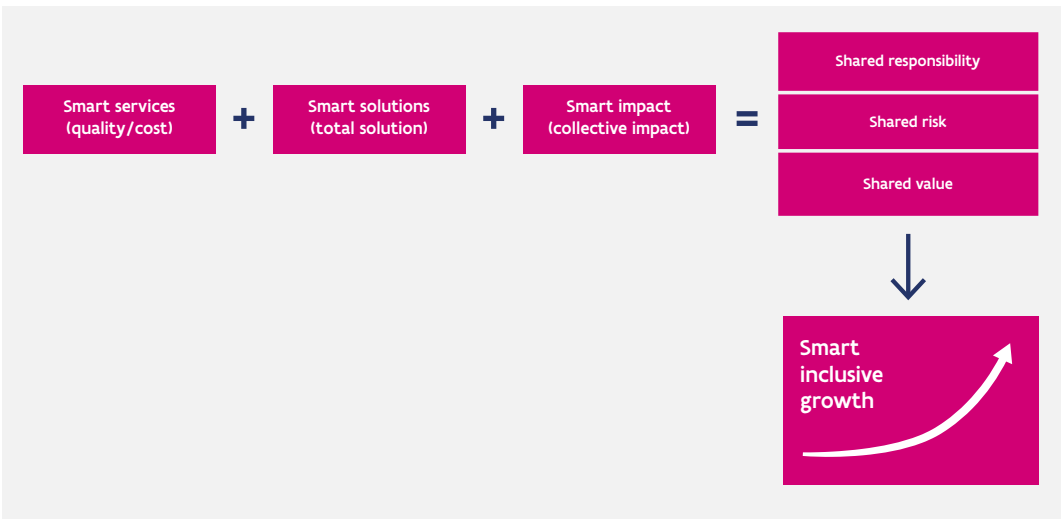 Smart services
(quality/cost)
+
Smart solutions
(total solution)
+
Smart impact
(collective impact)
=
Shared responsibility
Shared risk
Shared value
Smart
inclusive
growth